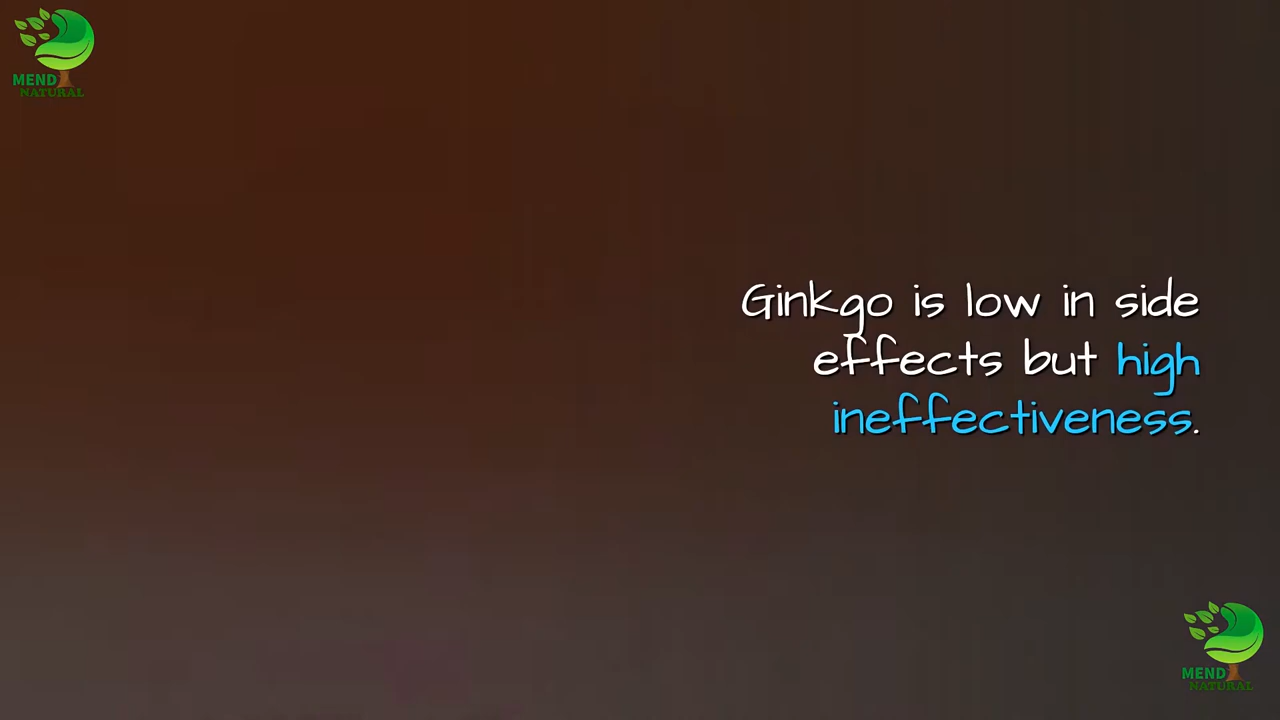 MEND
NATURAL
Ginkgo is low in side
effects but high
ineffectiveness.
MEND
NATURAL